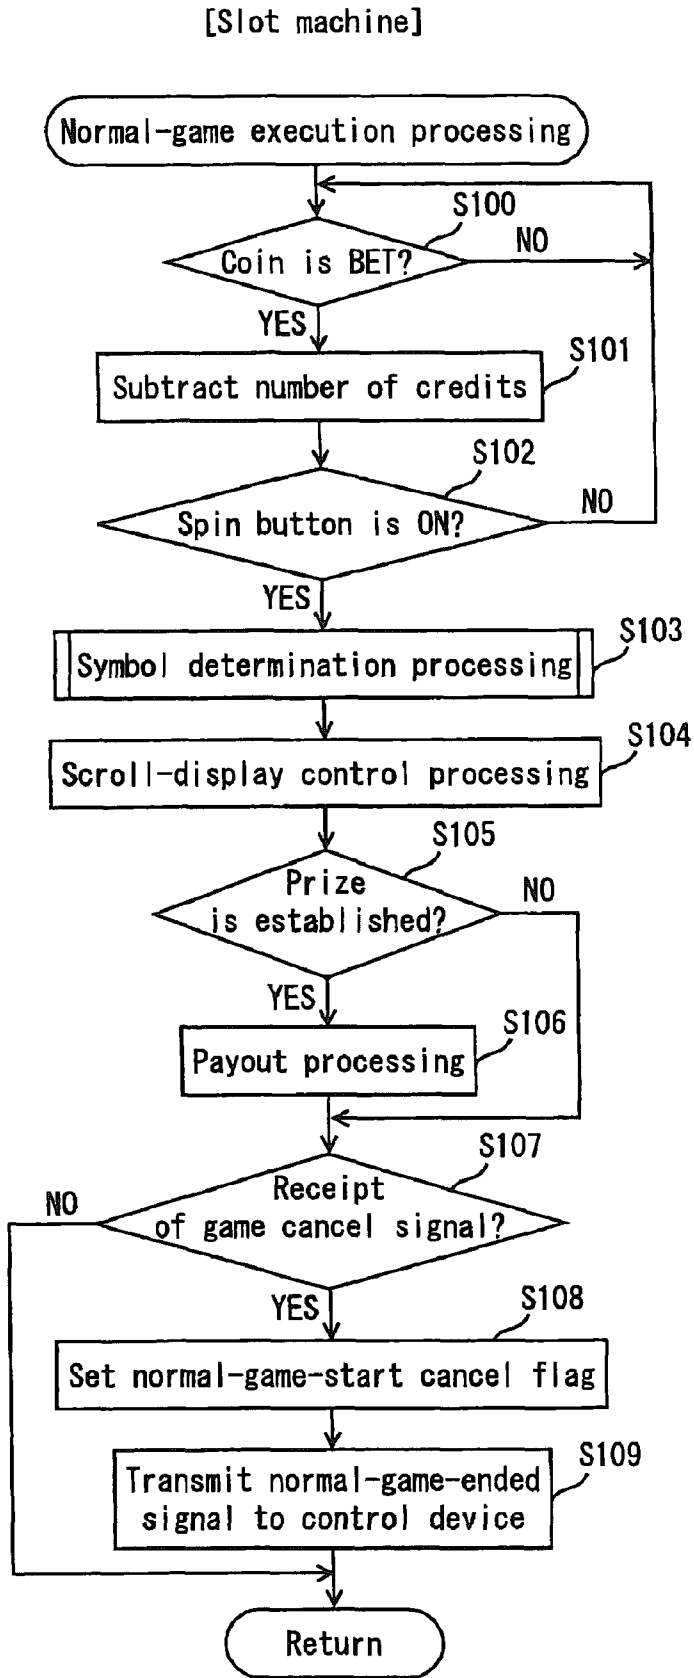 [Slot machine]
Normal-game execution processing
S100
Coin is BET?
NO
YES
S101
Subtract number of credits
S102
Spin button is ON?
NO
YES
S103
Symbol determination processing
S104
Scroll-display control processing
S105
Prize
is established?
NO
YES
S106
Payout processing
S107
Receipt
of game cancel signal?
NO
YES
S108
Set normal-game-start cancel flag
S109
Transmit normal-game-ended
signal to control device
Return